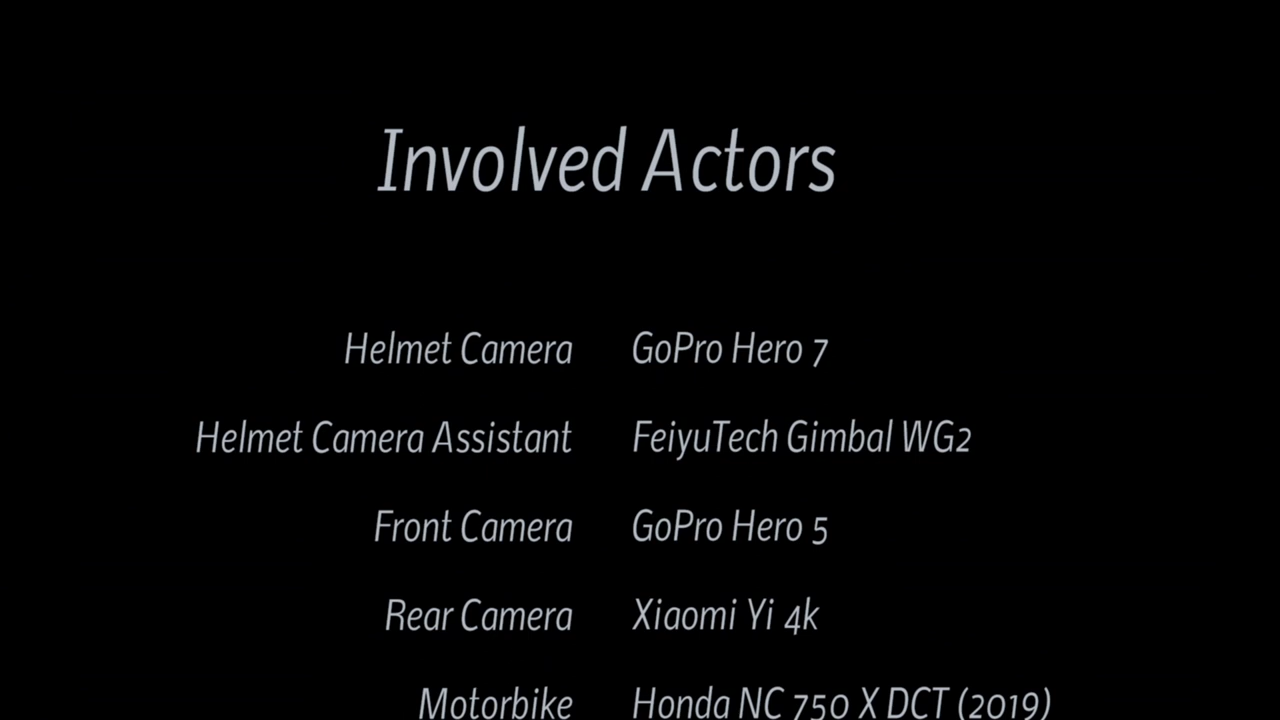 Involved Actors
Helmet Camera GoPro Hero 7
Helmet Camera Assistant FeiyuTech Gimbal WG2
Front Camera GoPro Hero 5
Rear Camera Xiaomi Yi 4k
Motorbike Honda NC 750 X DCT (2019)